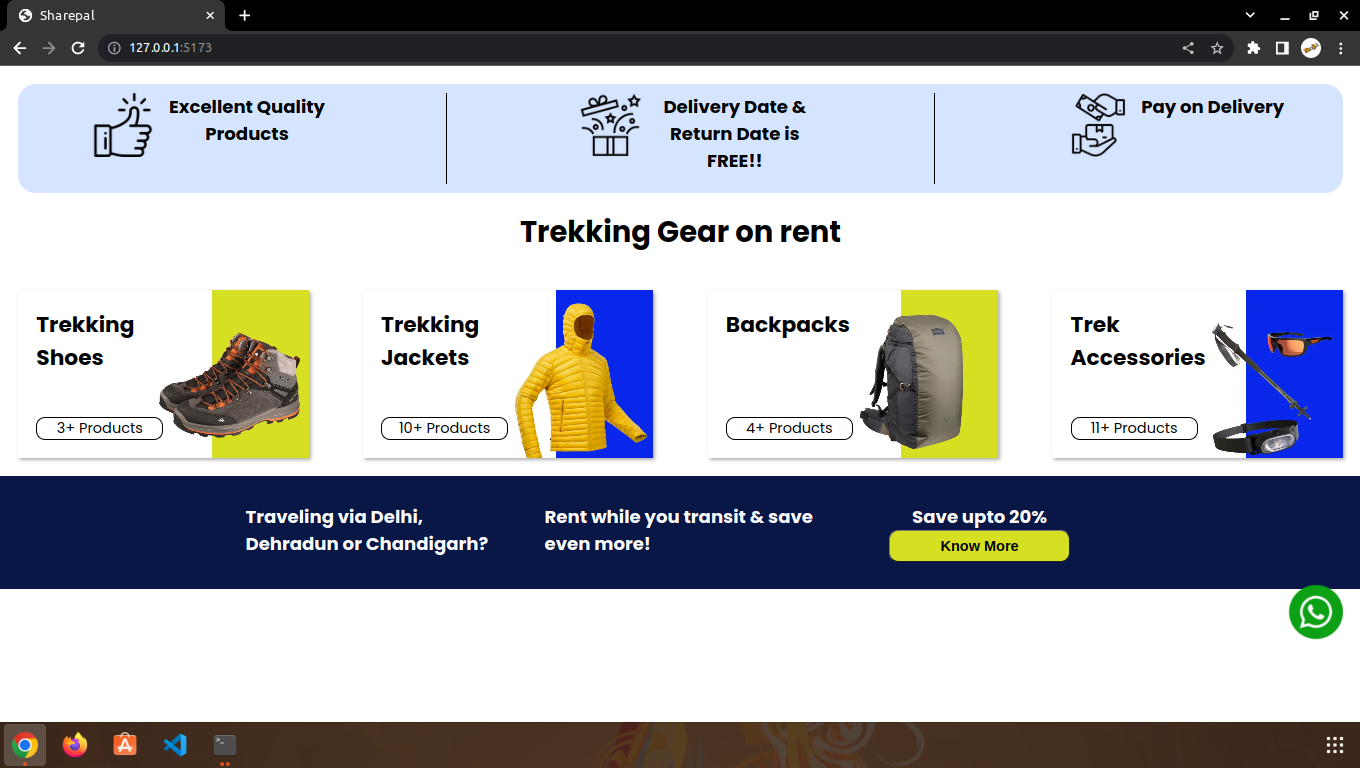 Sharepal
127.0.0.1:5173
Excellent Quality
Products
Delivery Date &
Return Date is
FREE!!
Pay on Delivery
Trekking Gear on rent
Trekking
Shoes
3+ Products
Trekking
Jackets
10+ Products
Backpacks
4+ Products
Trek
Accessories
11+ Products
Traveling via Delhi,
Dehradun or Chandigarh?
Rent while you transit & save
even more!
Save upto 20%
Know More